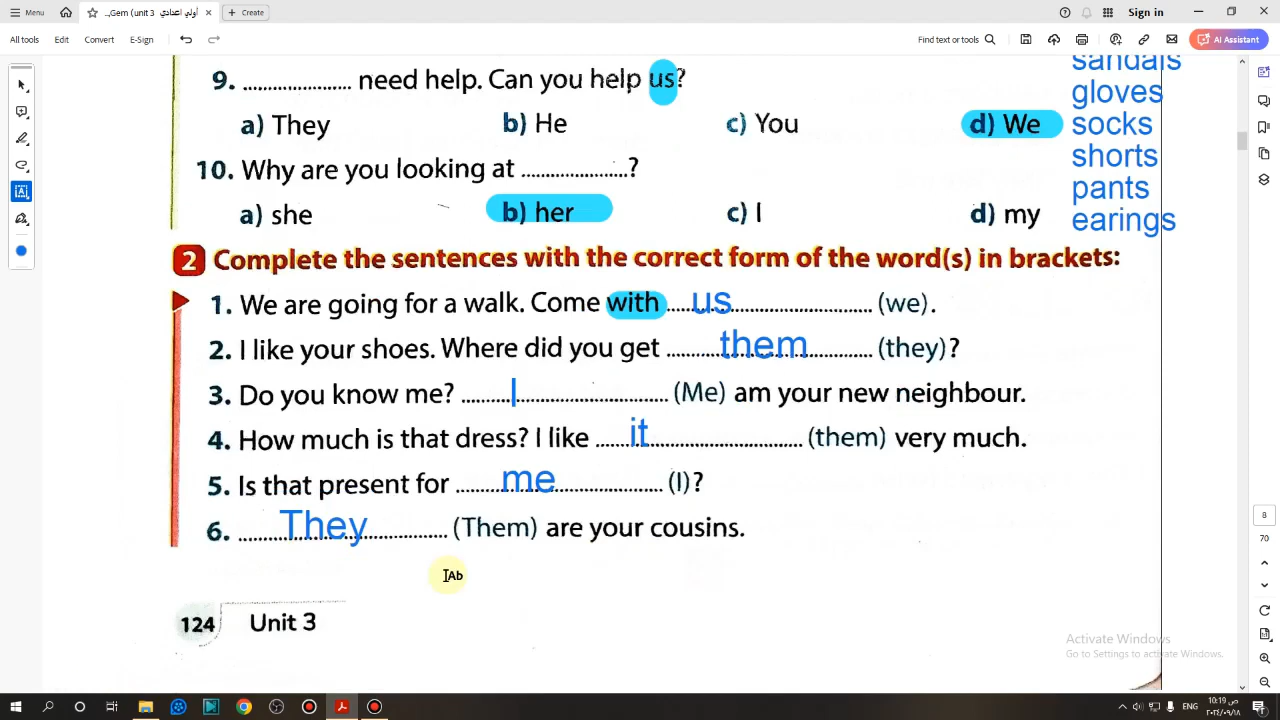 Menu
..Gem (unit 3 أولى اعدادي
Create
Sign in
All tools Edit Convert E-Sign
Find text or tools
AI Assistant
sandals
9. .................... need help. Can you help us?
gloves
a) They b) He c) You d) We
socks
10. Why are you looking at ....................?
shorts
pants
a) she b) her c) I d) my
earings
2 Complete the sentences with the correct form of the word(s) in brackets:
1. We are going for a walk. Come with ......us.............................. (we).
2. I like your shoes. Where did you get ...........them.............. (they)?
3. Do you know me? .........I............................ (Me) am your new neighbour.
4. How much is that dress? I like ......it............................ (them) very much.
5. Is that present for .........me.................... (I)?
6. ........They................ (Them) are your cousins.
Ab
124 Unit 3
8
70
Activate Windows
Go to Settings to activate Windows.
ENG
10:19 ص